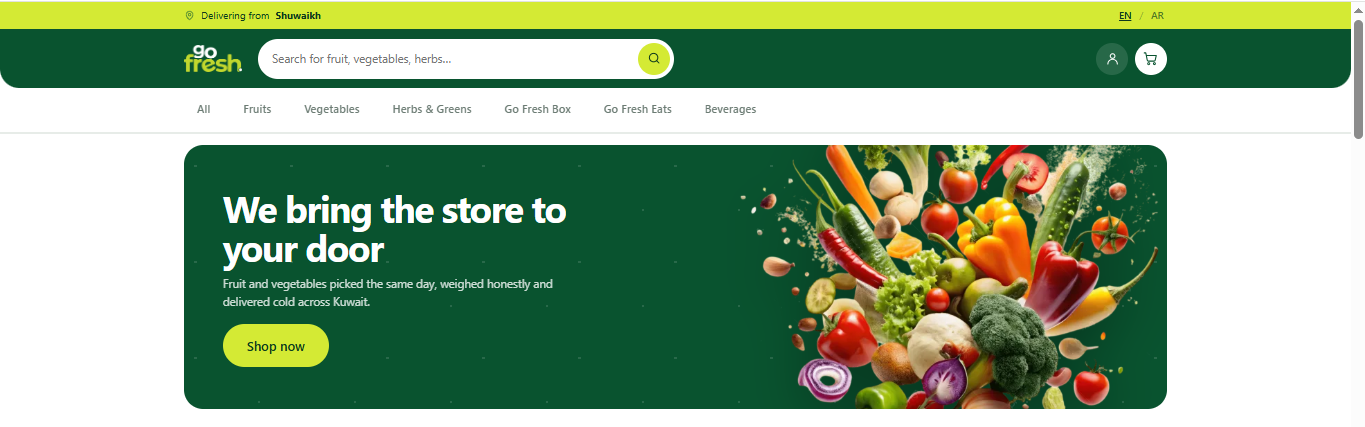 Delivering from Shuwaikh
EN / AR
go
fresh
Search for fruit, vegetables, herbs...
All
Fruits
Vegetables
Herbs & Greens
Go Fresh Box
Go Fresh Eats
Beverages
We bring the store to
your door
Fruit and vegetables picked the same day, weighed honestly and
delivered cold across Kuwait.
Shop now